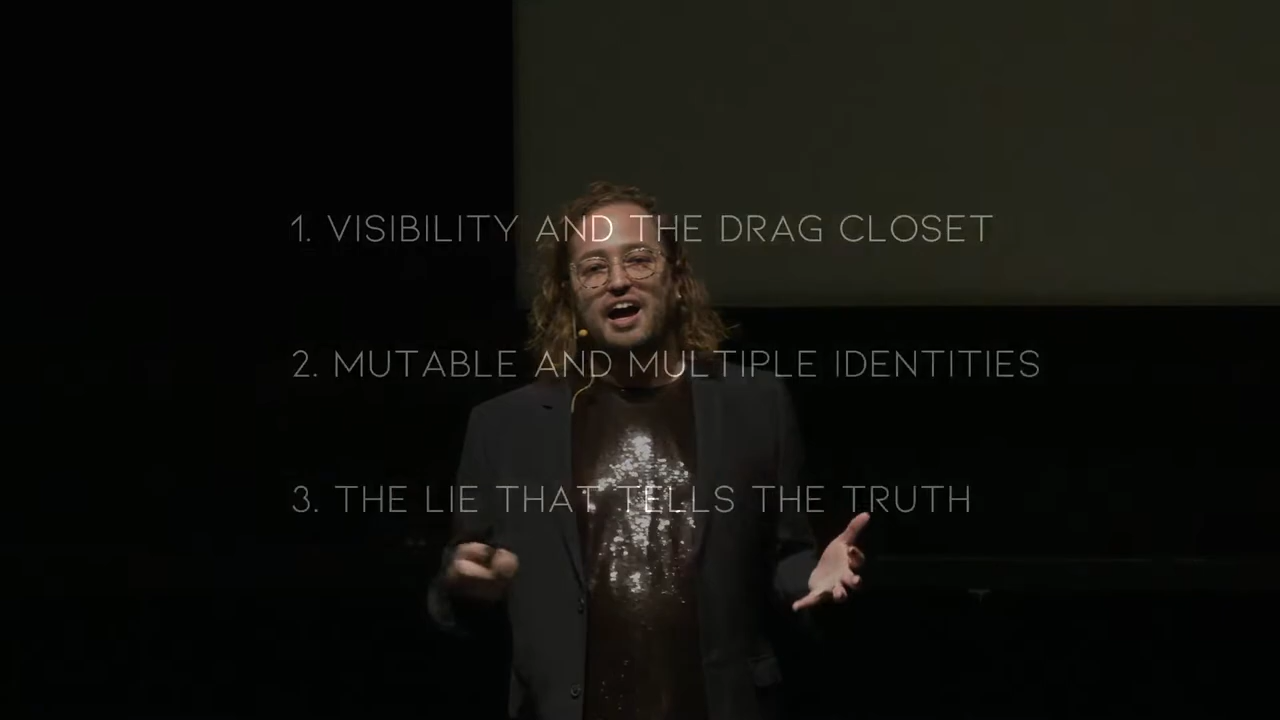 1. VISIBILITY AND THE DRAG CLOSET
2. MUTABLE AND MULTIPLE IDENTITIES
3. THE LIE THAT TELLS THE TRUTH